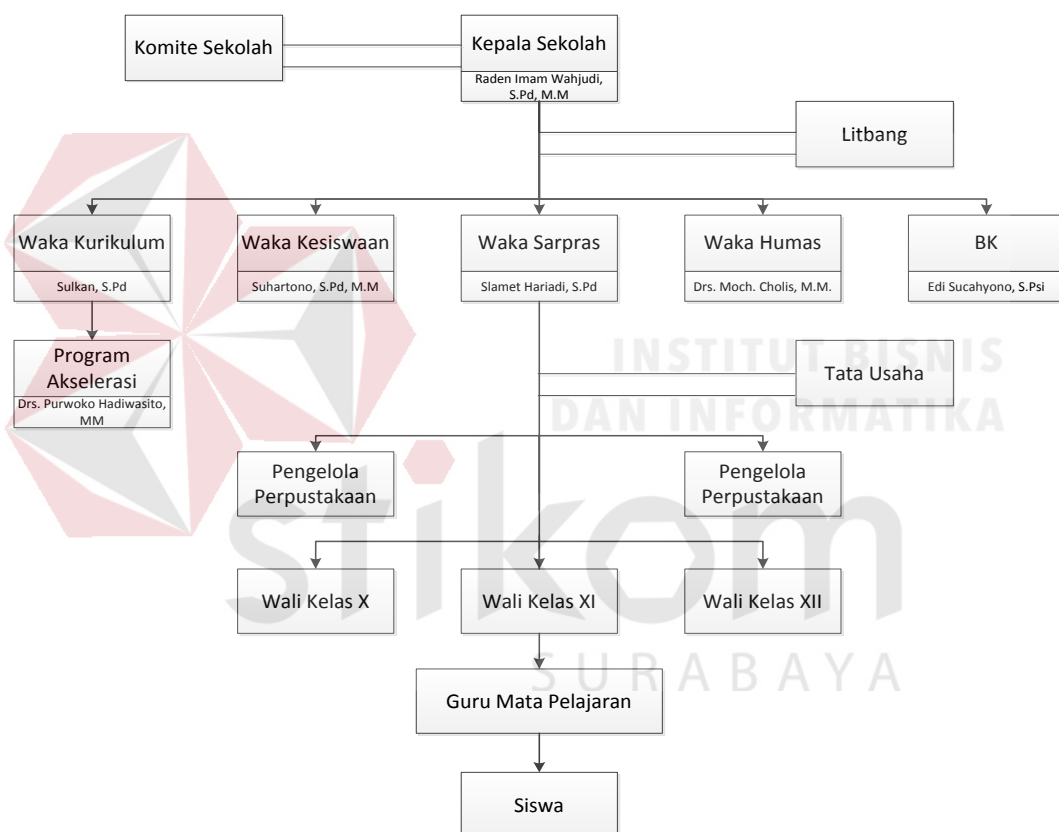 Komite Sekolah
Kepala Sekolah
Raden Imam Wahjudi,
S.Pd, M.M
Litbang
Waka Kurikulum
Sulkan, S.Pd
Waka Kesiswaan
Suhartono, S.Pd, M.M
Waka Sarpras
Slamet Hariadi, S.Pd
Waka Humas
Drs. Moch. Cholis, M.M.
BK
Edi Sucahyono, S.Psi
Program
Akselerasi
Drs. Purwoko Hadiwasito,
MM
INSTITUT BISNIS
DAN INFORMATIKA
Tata Usaha
Pengelola
Perpustakaan
Pengelola
Perpustakaan
stikom
Wali Kelas X
Wali Kelas XI
Wali Kelas XII
SURABAYA
Guru Mata Pelajaran
Siswa